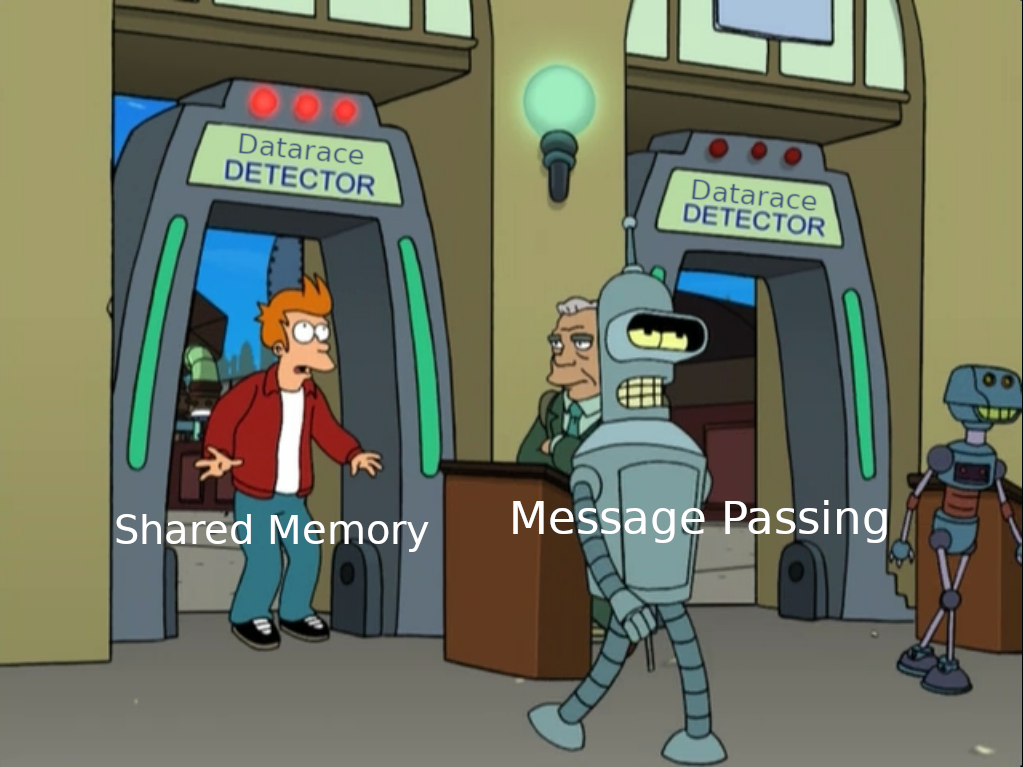 Datarace
DETECTOR
Datarace
DETECTOR
Shared Memory
Message Passing